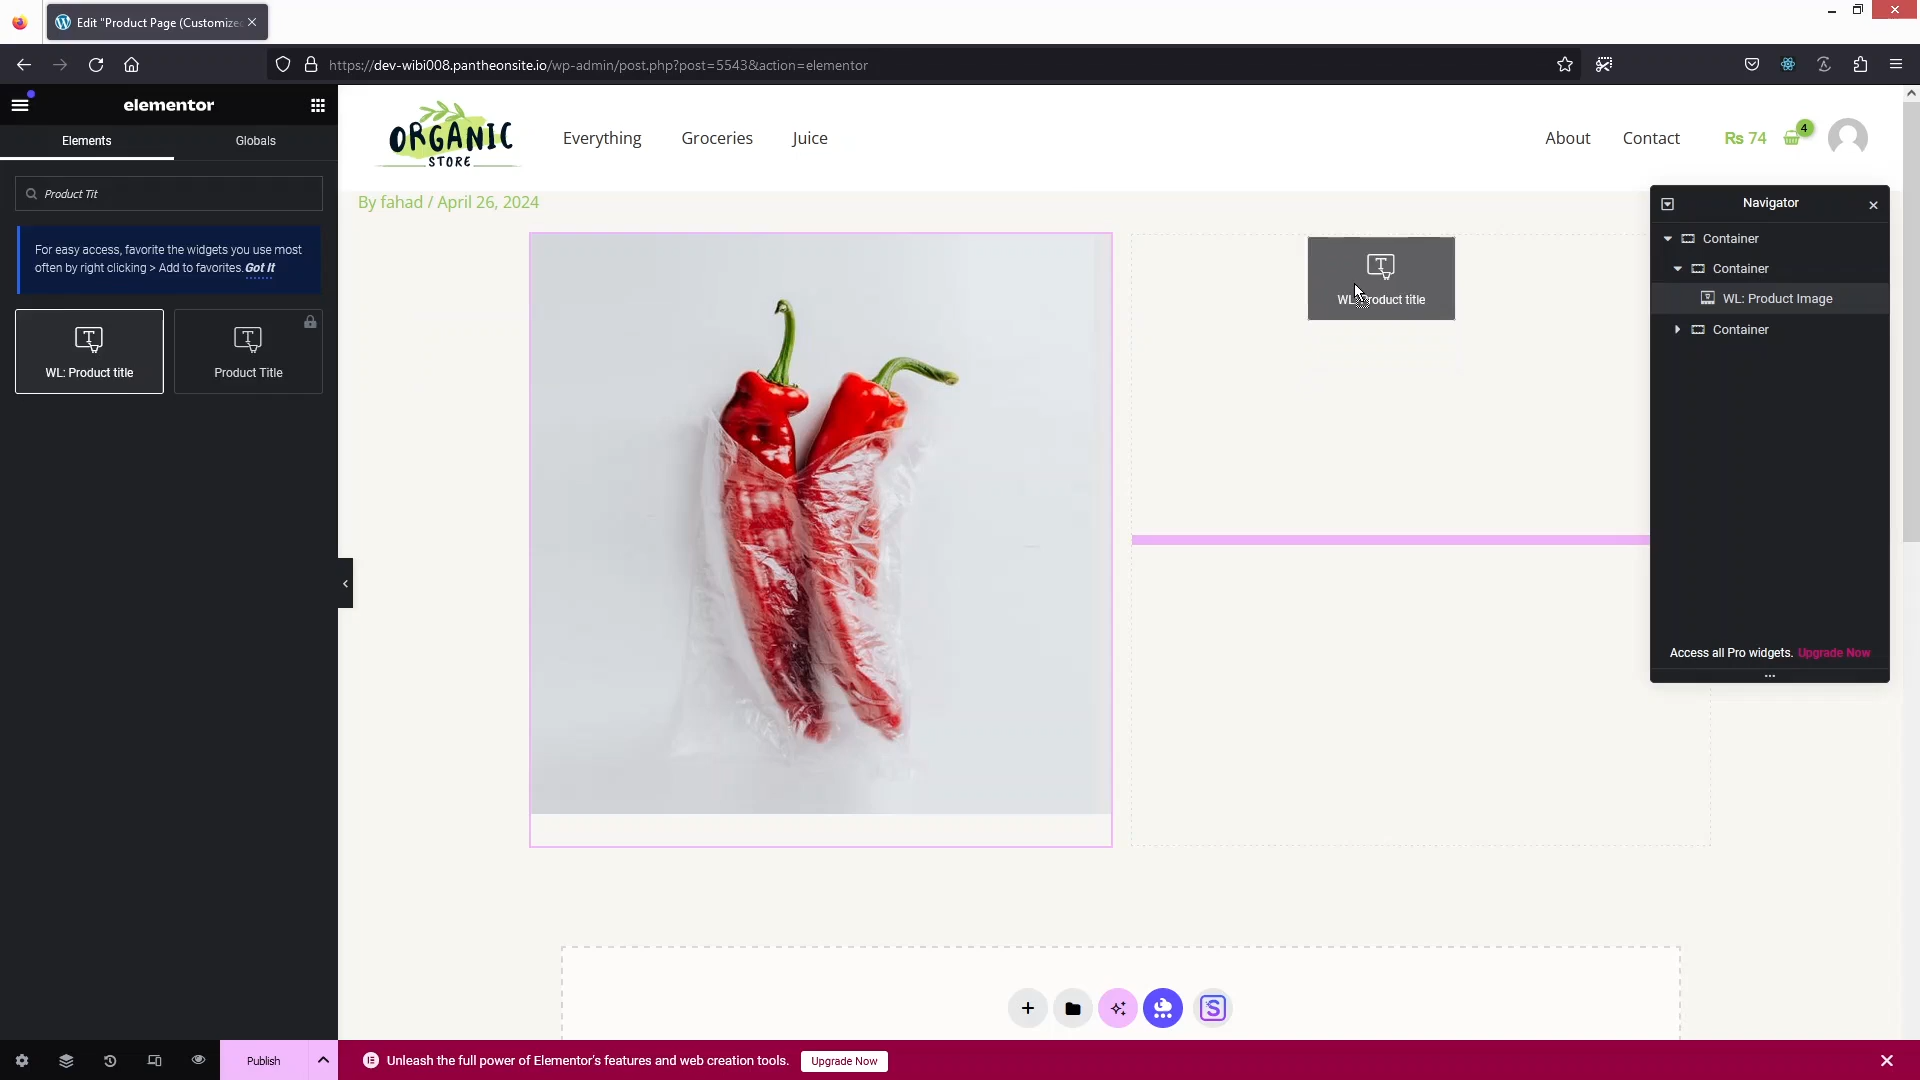 Edit "Product Page (Customize
https://dev-wibi008.pantheonsite.io/wp-admin/post.php?post=5543&action=elementor
elementor
Elements
Globals
Product Tit
For easy access, favorite the widgets you use most
often by right clicking > Add to favorites. Got It
WL: Product title
Product Title
ORGANIC
STORE
Everything
Groceries
Juice
About
Contact
₨ 74
4
By fahad / April 26, 2024
Navigator
Container
Container
WL: Product Image
Container
Access all Pro widgets. Upgrade Now
Publish
Unleash the full power of Elementor's features and web creation tools.
Upgrade Now